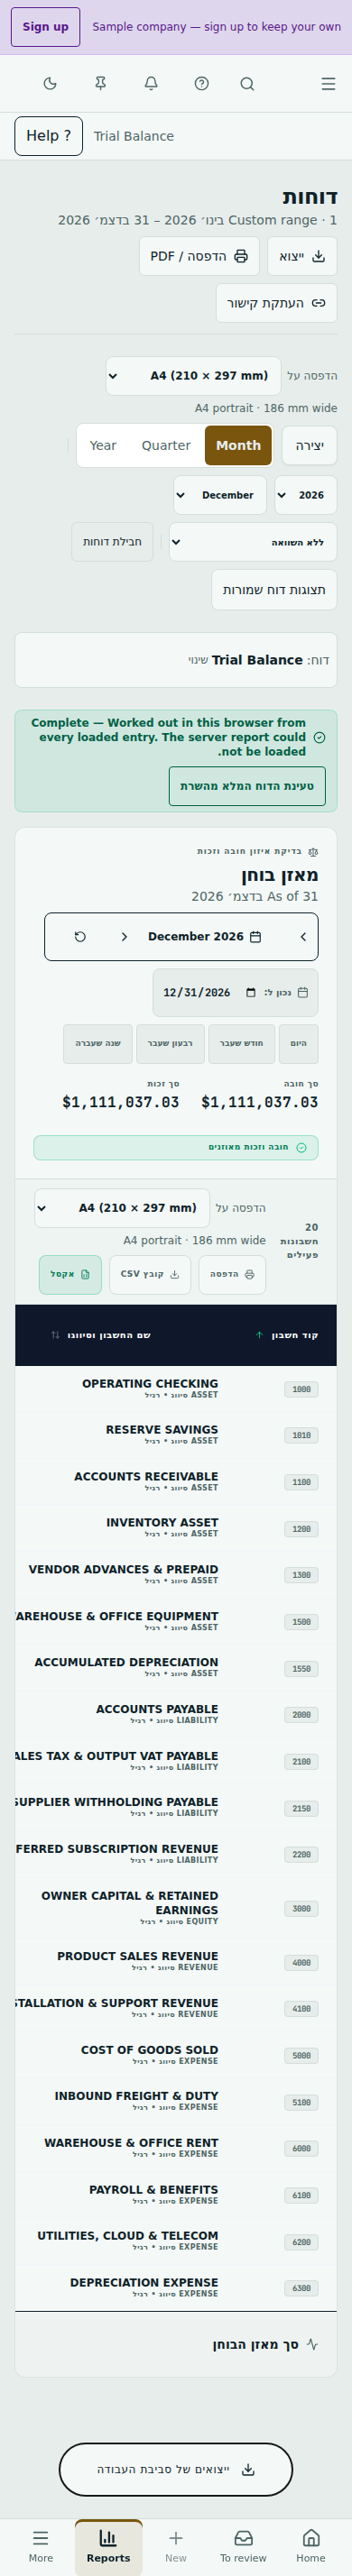 Sign up
Sample company — sign up to keep your own
Help ?
Trial Balance
דוחות
Custom range · 1 בינו׳ 2026 – 31 בדצמ׳ 2026
ייצוא
הדפסה / PDF
העתקת קישור
הדפסה על
A4 (210 × 297 mm)
A4 portrait · 186 mm wide
יצירה
Month
Quarter
Year
2026
December
ללא השוואה
חבילת דוחות
תצוגות דוח שמורות
דוח: Trial Balance שינוי
Complete — Worked out in this browser from
every loaded entry. The server report could
not be loaded.
טעינת הדוח המלא מהשרת
בדיקת איזון חובה וזכות
מאזן בוחן
As of 31 בדצמ׳ 2026
December 2026
נכון ל:
12/31/2026
היום
חודש שעבר
רבעון שעבר
שנה שעברה
סך חובה
$1,111,037.03
סך זכות
$1,111,037.03
חובה וזכות מאוזנים
20
חשבונות
פעילים
הדפסה על
A4 (210 × 297 mm)
A4 portrait · 186 mm wide
הדפסה
קובץ CSV
אקסל
קוד חשבון
שם החשבון וסיווגו
1000
OPERATING CHECKING
ASSET סיווג • רגיל
1010
RESERVE SAVINGS
ASSET סיווג • רגיל
1100
ACCOUNTS RECEIVABLE
ASSET סיווג • רגיל
1200
INVENTORY ASSET
ASSET סיווג • רגיל
1300
VENDOR ADVANCES & PREPAID
ASSET סיווג • רגיל
1500
AREHOUSE & OFFICE EQUIPMENT
ASSET סיווג • רגיל
1550
ACCUMULATED DEPRECIATION
ASSET סיווג • רגיל
2000
ACCOUNTS PAYABLE
LIABILITY סיווג • רגיל
2100
ALES TAX & OUTPUT VAT PAYABLE
LIABILITY סיווג • רגיל
2150
SUPPLIER WITHHOLDING PAYABLE
LIABILITY סיווג • רגיל
2200
FERRED SUBSCRIPTION REVENUE
LIABILITY סיווג • רגיל
3000
OWNER CAPITAL & RETAINED
EARNINGS
EQUITY סיווג • רגיל
4000
PRODUCT SALES REVENUE
REVENUE סיווג • רגיל
4100
STALLATION & SUPPORT REVENUE
REVENUE סיווג • רגיל
5000
COST OF GOODS SOLD
EXPENSE סיווג • רגיל
5100
INBOUND FREIGHT & DUTY
EXPENSE סיווג • רגיל
6000
WAREHOUSE & OFFICE RENT
EXPENSE סיווג • רגיל
6100
PAYROLL & BENEFITS
EXPENSE סיווג • רגיל
6200
UTILITIES, CLOUD & TELECOM
EXPENSE סיווג • רגיל
6300
DEPRECIATION EXPENSE
EXPENSE סיווג • רגיל
סך מאזן הבוחן
ייצואים של סביבת העבודה
More
Reports
New
To review
Home